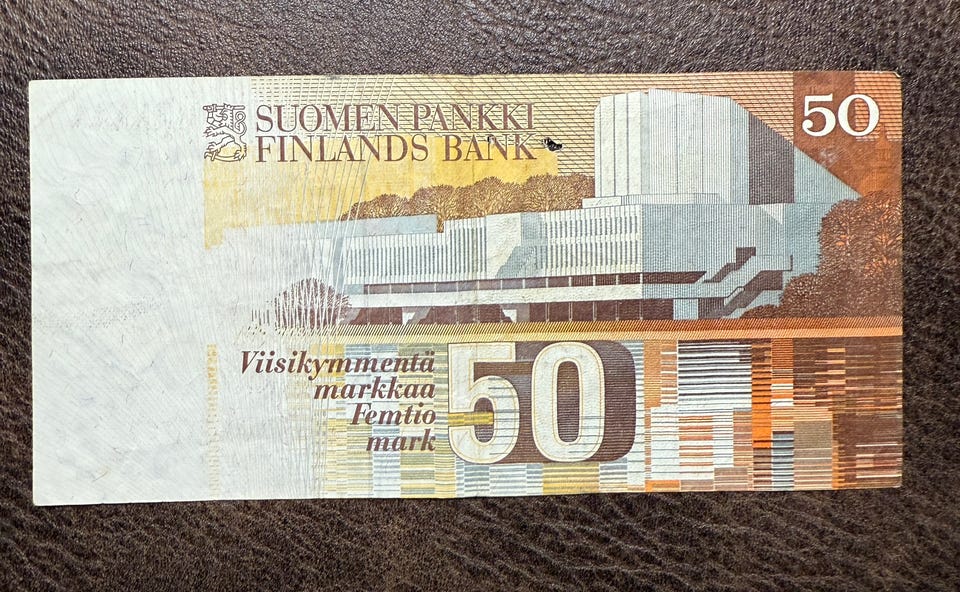 SUOMEN PANKKI
FINLANDS BANK
50
Viisikymmentä
markkaa
Femtio
mark
50